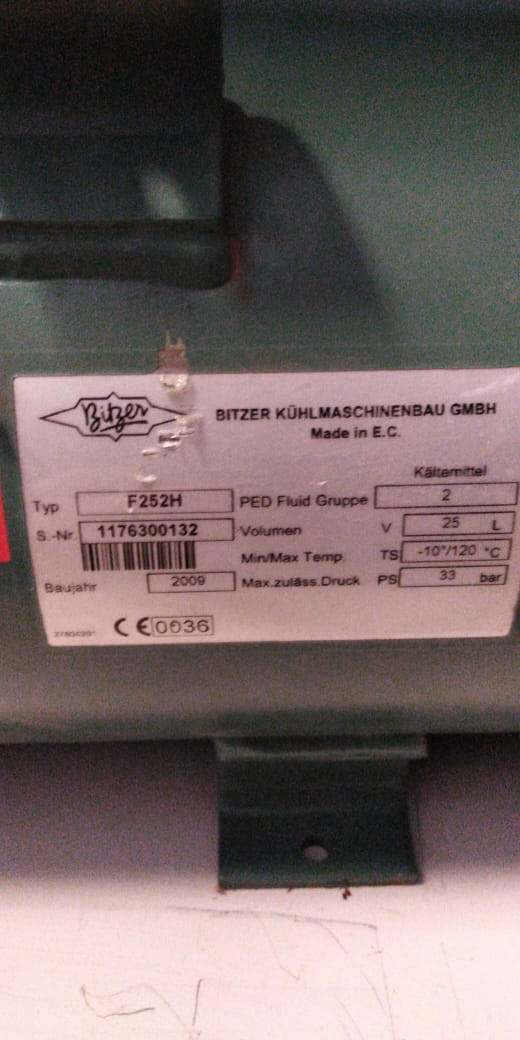 Bitzer
BITZER KÜHLMASCHINENBAU GMBH
Made in E.C.
Kältemittel
Typ F252H PED Fluid Gruppe 2
S.-Nr. 1176300132 Volumen V 25 L
Min/Max Temp. TS -10°/120 °C
Baujahr 2009 Max.zuläss.Druck PS 33 bar
CE 0036